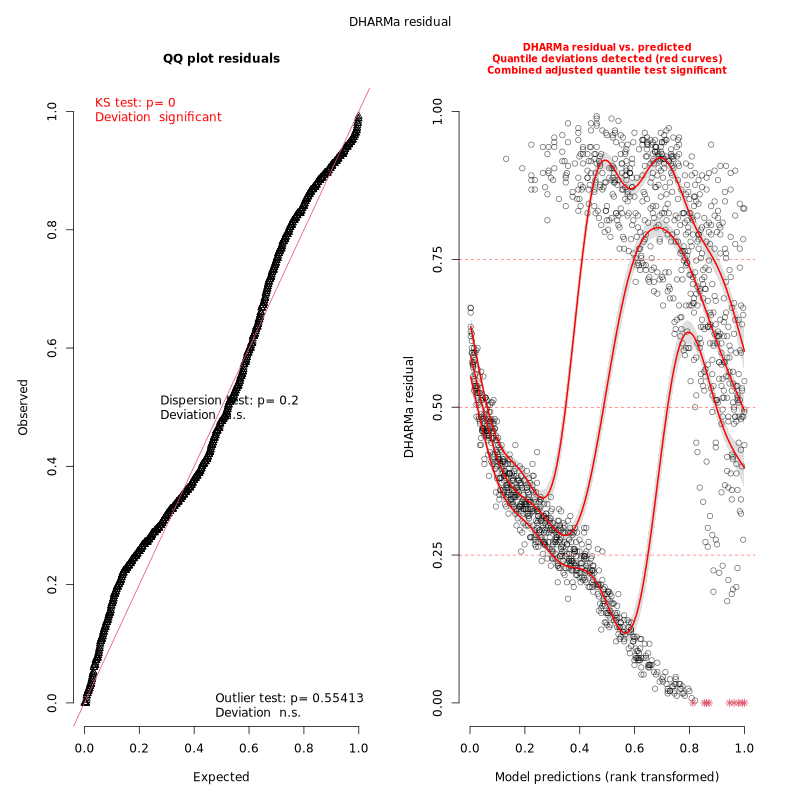 DHARMa residual
QQ plot residuals
KS test: p= 0
Deviation  significant
Dispersion test: p= 0.2
Deviation  n.s.
Outlier test: p= 0.55413
Deviation  n.s.
Observed
0.0
0.2
0.4
0.6
0.8
1.0
0.0 0.2 0.4 0.6 0.8 1.0
Expected
DHARMa residual vs. predicted
Quantile deviations detected (red curves)
Combined adjusted quantile test significant
DHARMa residual
0.00
0.25
0.50
0.75
1.00
0.0 0.2 0.4 0.6 0.8 1.0
Model predictions (rank transformed)